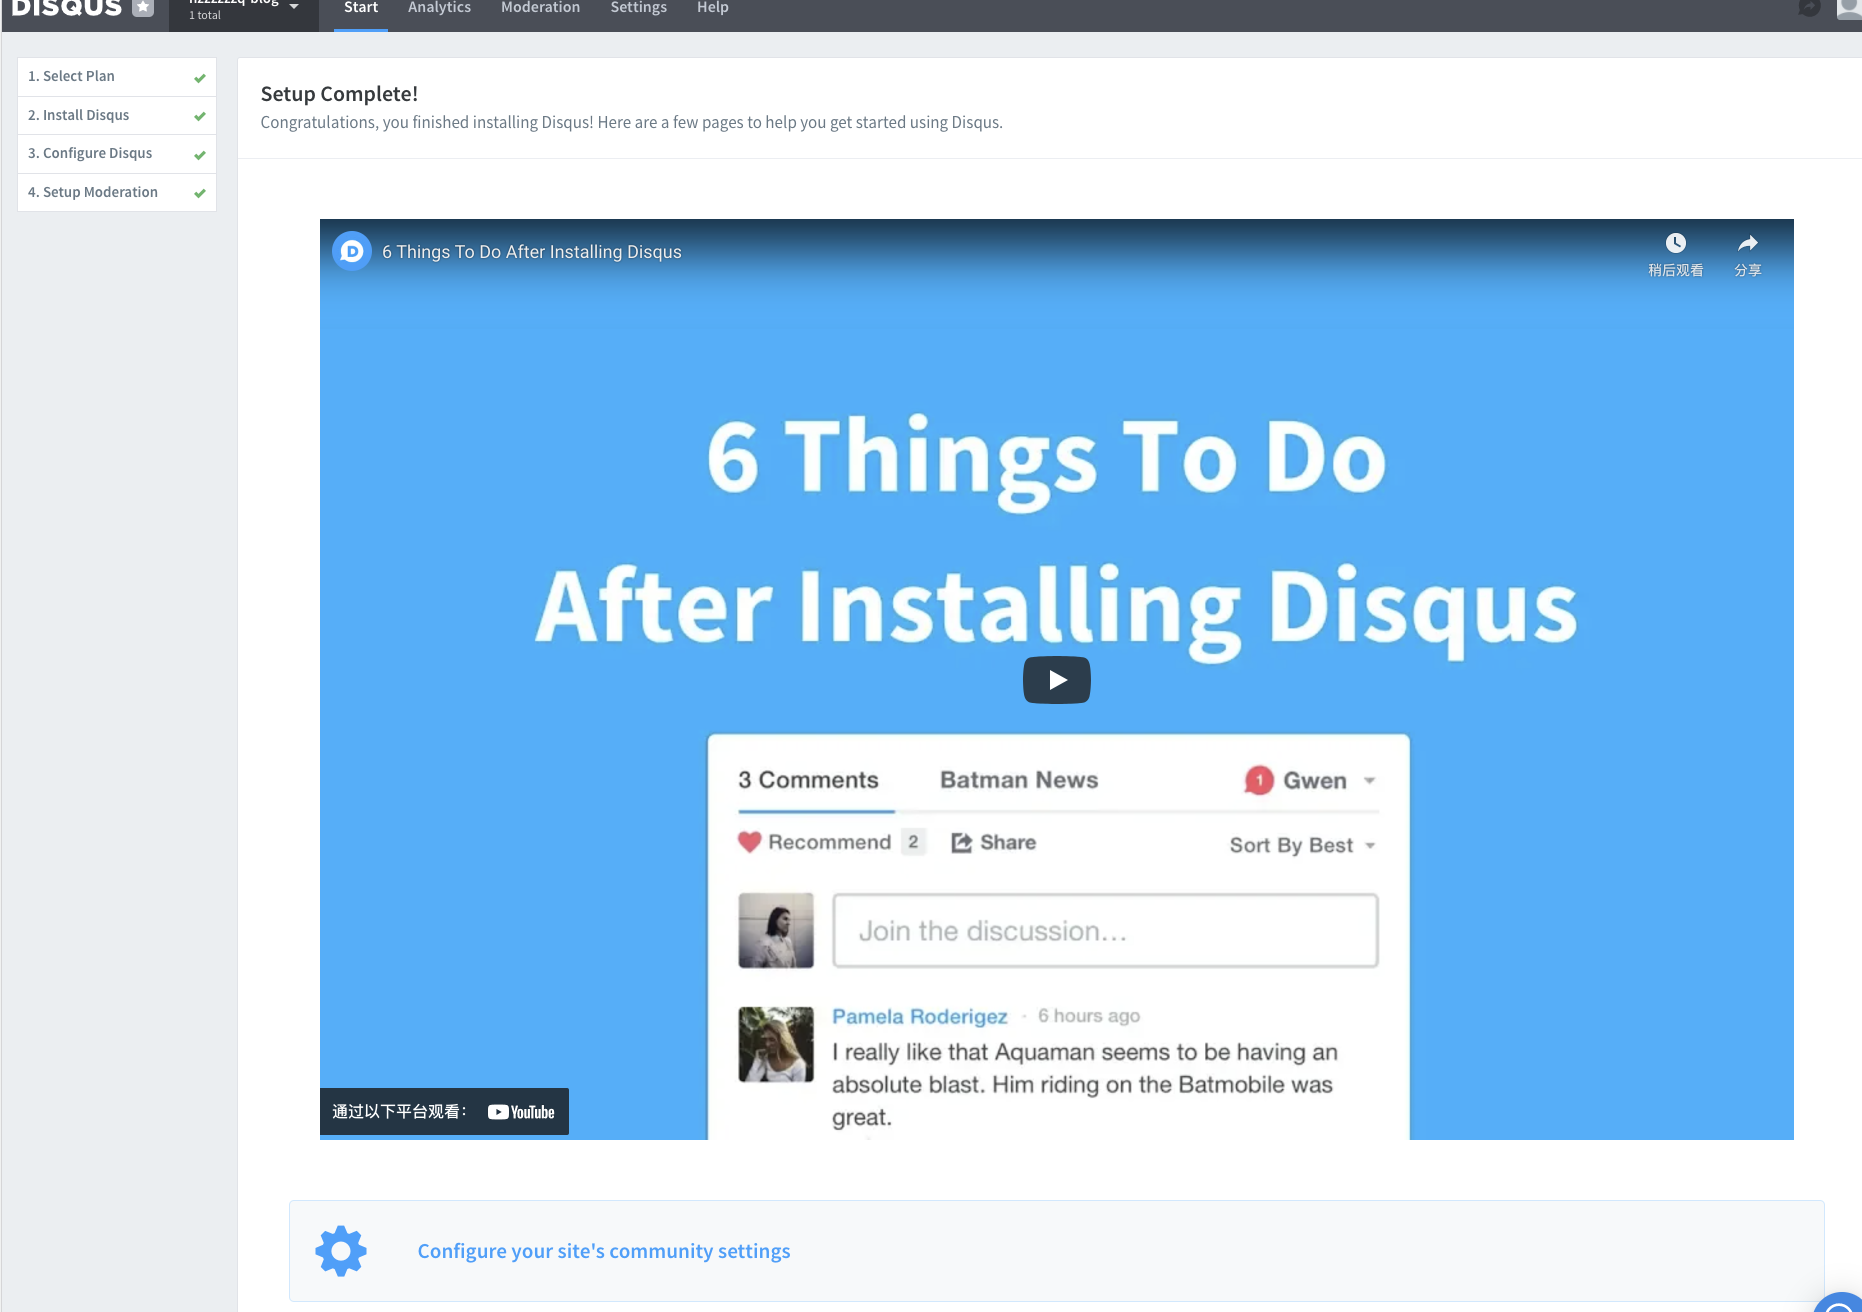 DISQUS
1 total
Start
Analytics
Moderation
Settings
Help
1. Select Plan
2. Install Disqus
3. Configure Disqus
4. Setup Moderation
Setup Complete!
Congratulations, you finished installing Disqus! Here are a few pages to help you get started using Disqus.
6 Things To Do After Installing Disqus
稍后观看
分享
6 Things To Do
After Installing Disqus
3 Comments
Batman News
1
Gwen
Recommend 2
Share
Sort By Best
Join the discussion...
Pamela Roderigez · 6 hours ago
I really like that Aquaman seems to be having an
absolute blast. Him riding on the Batmobile was
great.
通过以下平台观看：
YouTube
Configure your site's community settings